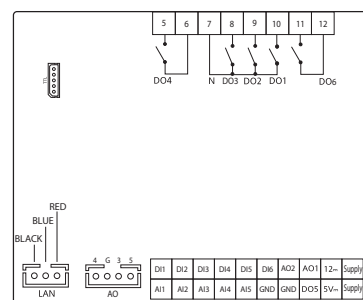 5 6 7 8 9 10 11 12
DO4 N DO3 DO2 DO1 DO6
RED
BLUE
BLACK
4 G 3 5
LAN AO
DI1 DI2 DI3 DI4 DI5 DI6 AO2 AO1 12⎓ Supply
AI1 AI2 AI3 AI4 AI5 GND GND DO5 5V⎓ Supply